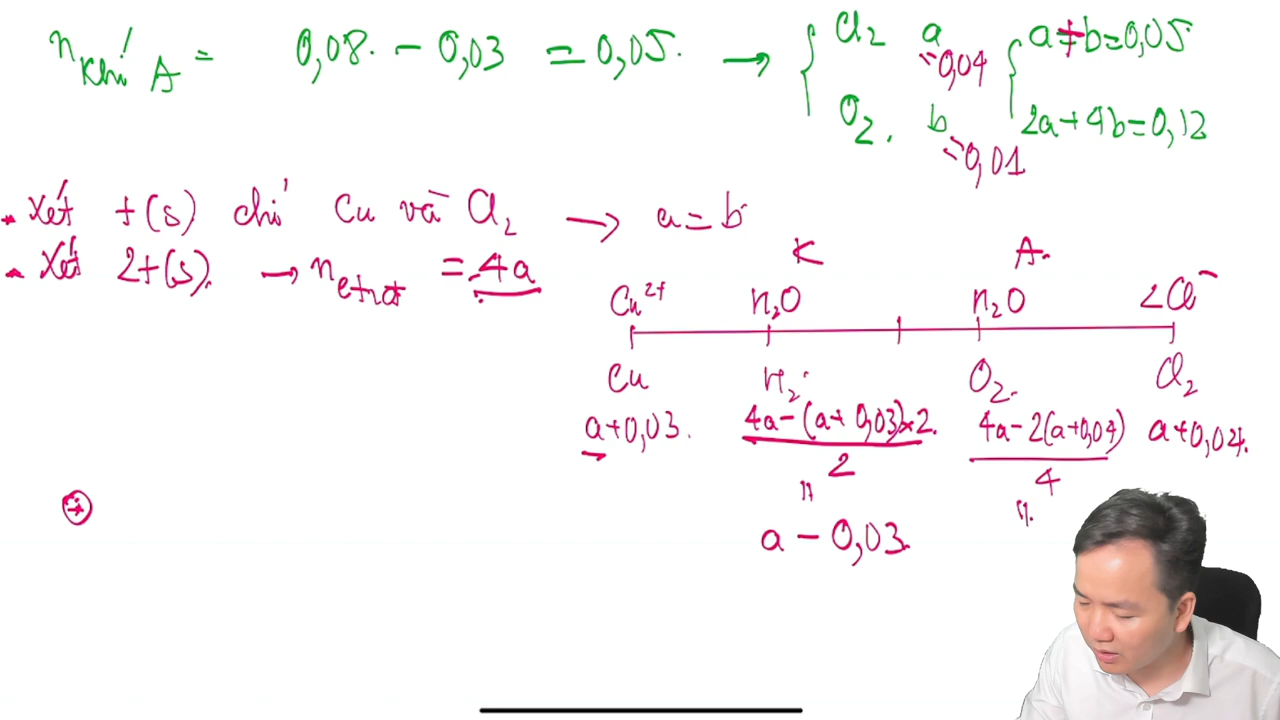 n khí A = 0,08 - 0,03 = 0,05. → { Cl2 a = 0,04 { a + b = 0,05
O2. b = 0,01 2a + 4b = 0,12
• Xét t(s) chỉ Cu và Cl2 → a = b
• Xét 2t(s). → n e trđ = 4a
K A.
Cu2+ H2O H2O 2Cl-
Cu H2 O2. Cl2
a+0,03. (4a-(a+0,03)×2.)/2 (4a-2(a+0,04))/4 a+0,04.
" "
a - 0,03.
+